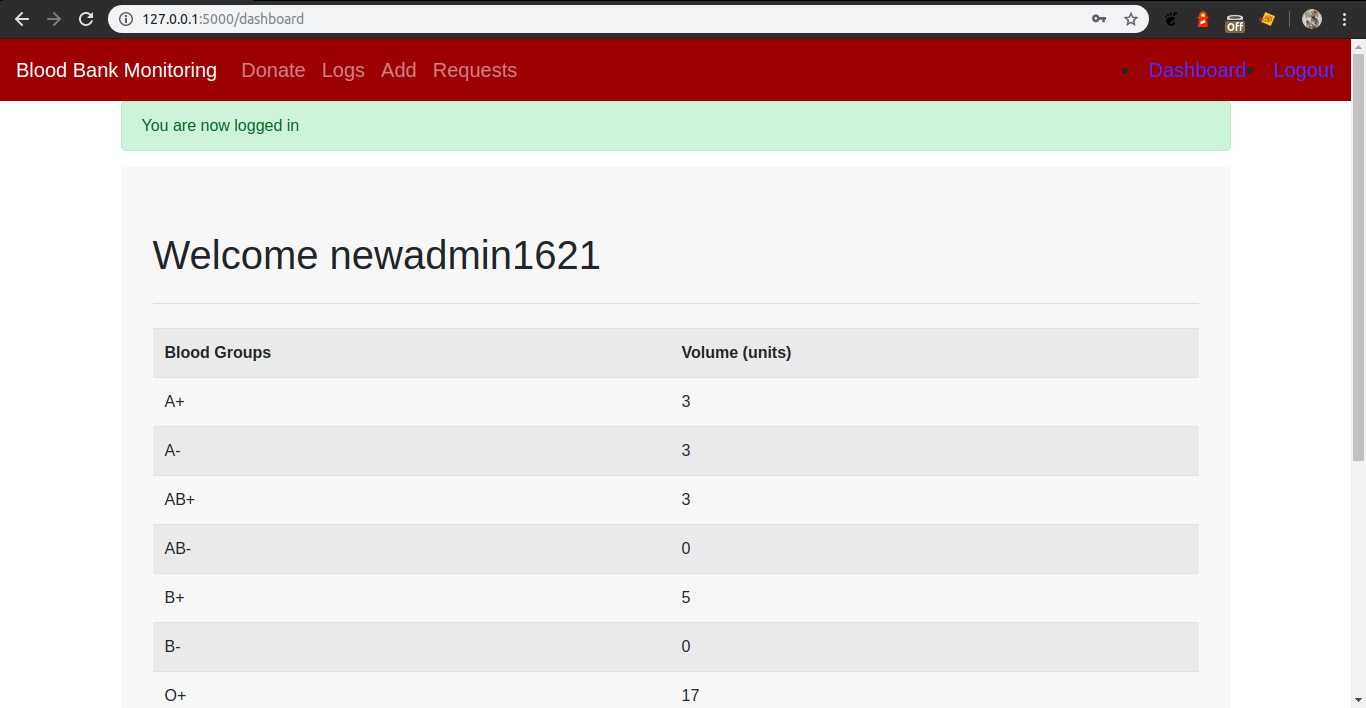 127.0.0.1:5000/dashboard
Off
Blood Bank Monitoring Donate Logs Add Requests Dashboard Logout
You are now logged in
Welcome newadmin1621
Blood Groups Volume (units)
A+ 3
A- 3
AB+ 3
AB- 0
B+ 5
B- 0
O+ 17